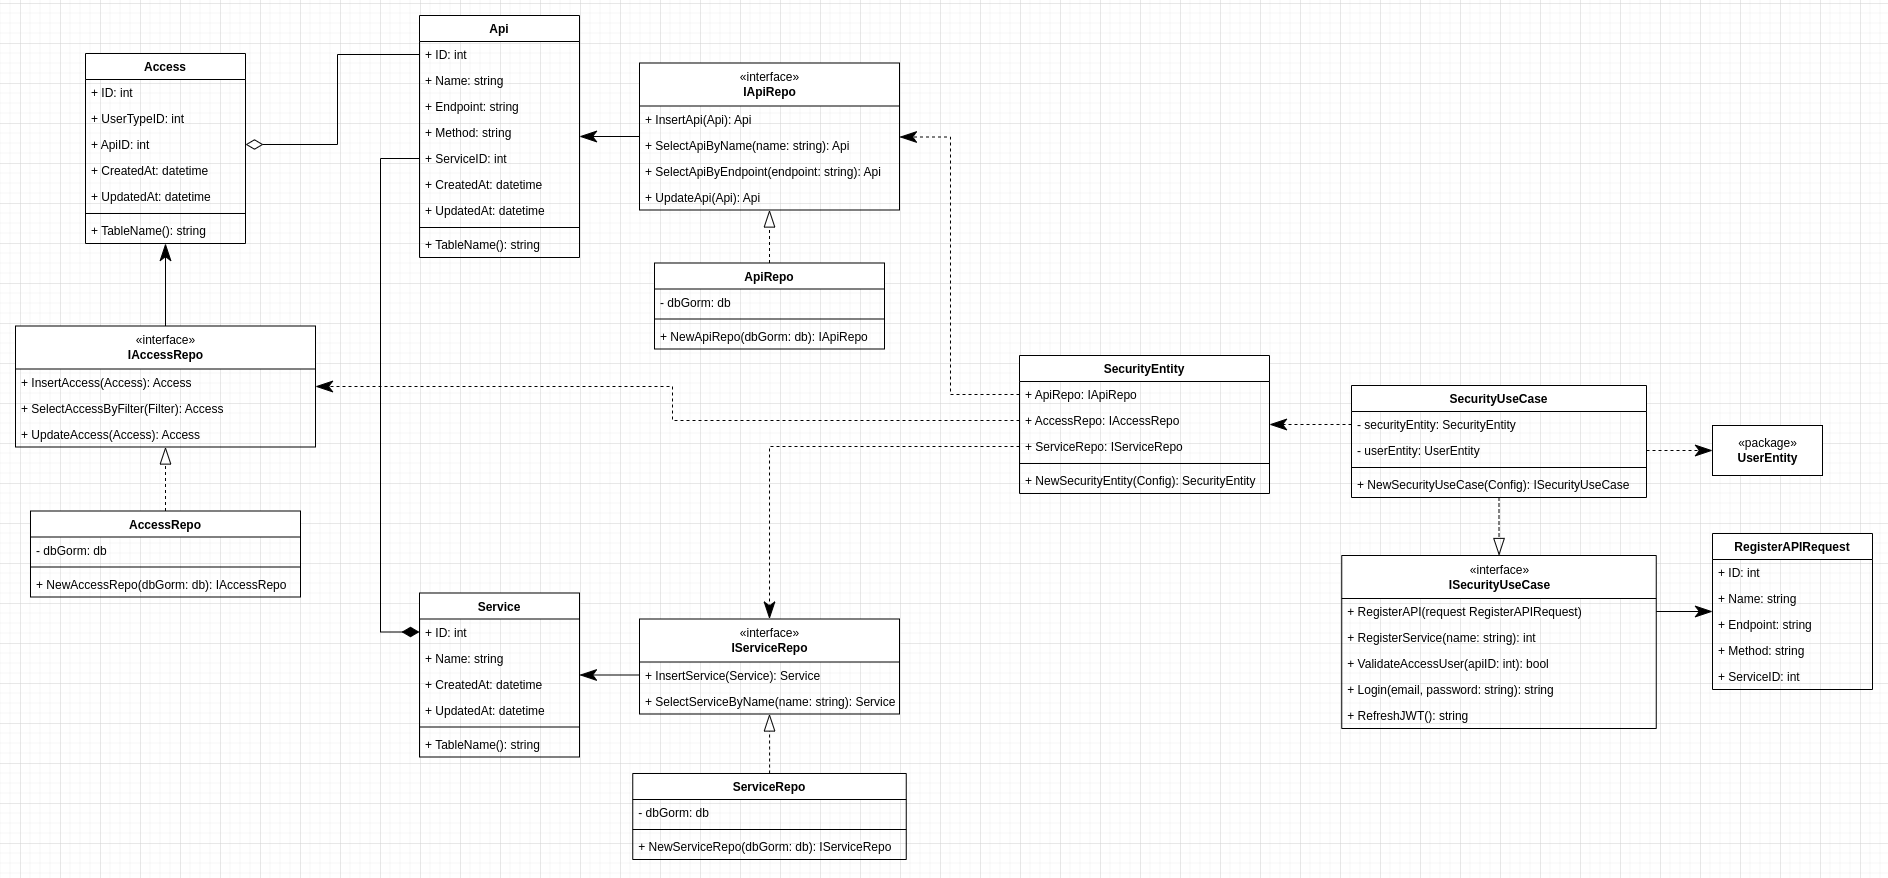 Access
+ ID: int
+ UserTypeID: int
+ ApiID: int
+ CreatedAt: datetime
+ UpdatedAt: datetime
+ TableName(): string
Api
+ ID: int
+ Name: string
+ Endpoint: string
+ Method: string
+ ServiceID: int
+ CreatedAt: datetime
+ UpdatedAt: datetime
+ TableName(): string
«interface»
IApiRepo
+ InsertApi(Api): Api
+ SelectApiByName(name: string): Api
+ SelectApiByEndpoint(endpoint: string): Api
+ UpdateApi(Api): Api
ApiRepo
- dbGorm: db
+ NewApiRepo(dbGorm: db): IApiRepo
«interface»
IAccessRepo
+ InsertAccess(Access): Access
+ SelectAccessByFilter(Filter): Access
+ UpdateAccess(Access): Access
AccessRepo
- dbGorm: db
+ NewAccessRepo(dbGorm: db): IAccessRepo
SecurityEntity
+ ApiRepo: IApiRepo
+ AccessRepo: IAccessRepo
+ ServiceRepo: IServiceRepo
+ NewSecurityEntity(Config): SecurityEntity
SecurityUseCase
- securityEntity: SecurityEntity
- userEntity: UserEntity
+ NewSecurityUseCase(Config): ISecurityUseCase
«package»
UserEntity
«interface»
ISecurityUseCase
+ RegisterAPI(request RegisterAPIRequest)
+ RegisterService(name: string): int
+ ValidateAccessUser(apiID: int): bool
+ Login(email, password: string): string
+ RefreshJWT(): string
RegisterAPIRequest
+ ID: int
+ Name: string
+ Endpoint: string
+ Method: string
+ ServiceID: int
Service
+ ID: int
+ Name: string
+ CreatedAt: datetime
+ UpdatedAt: datetime
+ TableName(): string
«interface»
IServiceRepo
+ InsertService(Service): Service
+ SelectServiceByName(name: string): Service
ServiceRepo
- dbGorm: db
+ NewServiceRepo(dbGorm: db): IServiceRepo